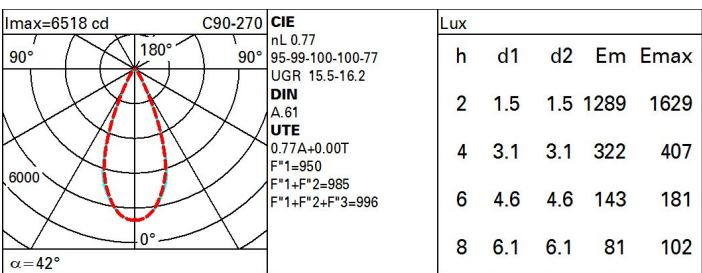 Imax=6518 cd C90-270
90° 180° 90°
6000
0°
α=42°
CIE
nL 0.77
95-99-100-100-77
UGR 15.5-16.2
DIN
A.61
UTE
0.77A+0.00T
F"1=950
F"1+F"2=985
F"1+F"2+F"3=996
Lux
h d1 d2 Em Emax
2 1.5 1.5 1289 1629
4 3.1 3.1 322 407
6 4.6 4.6 143 181
8 6.1 6.1 81 102